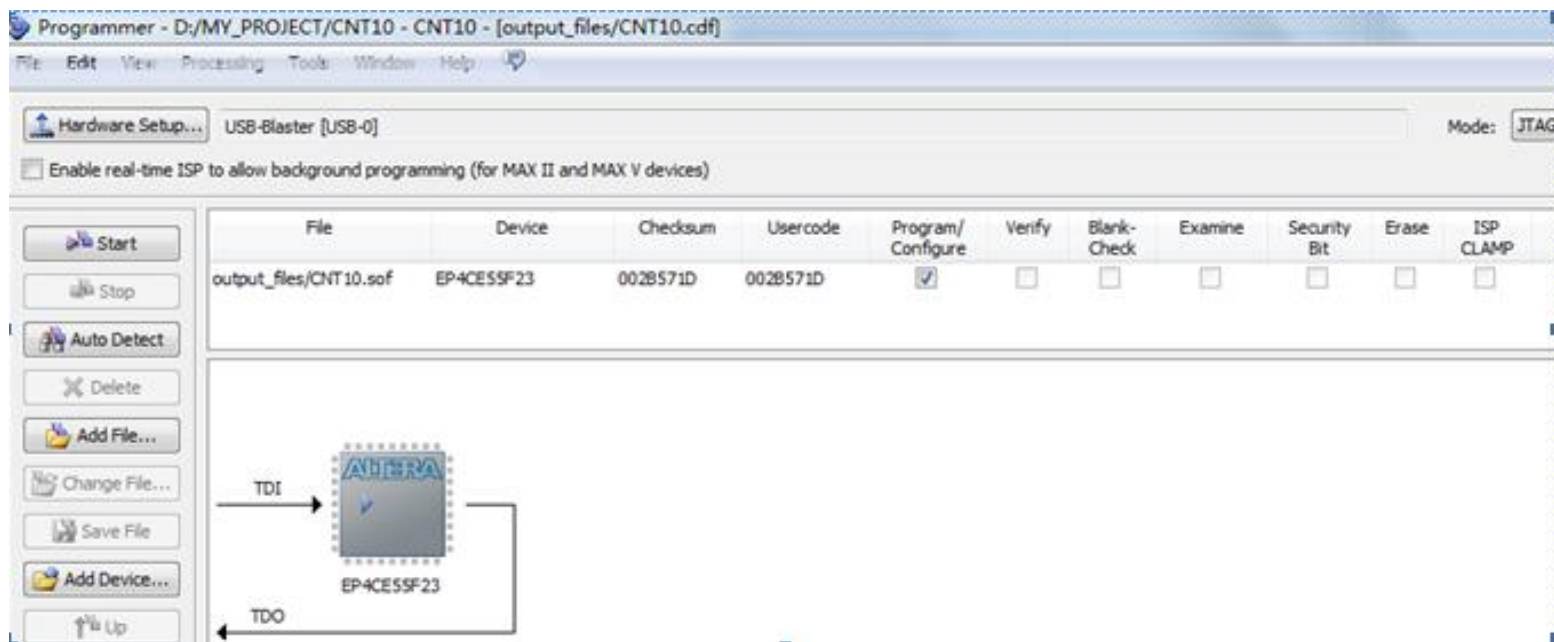 Programmer - D:/MY_PROJECT/CNT10 - CNT10 - [output_files/CNT10.cdf]
File Edit View Processing Tools Window Help
Hardware Setup... USB-Blaster [USB-0] Mode: JTAG
Enable real-time ISP to allow background programming (for MAX II and MAX V devices)
Start
Stop
Auto Detect
Delete
Add File...
Change File...
Save File
Add Device...
Up
File Device Checksum Usercode Program/Configure Verify Blank-Check Examine Security Bit Erase ISP CLAMP
output_files/CNT10.sof EP4CE55F23 002B571D 002B571D
ALTERA
TDI
EP4CE55F23
TDO